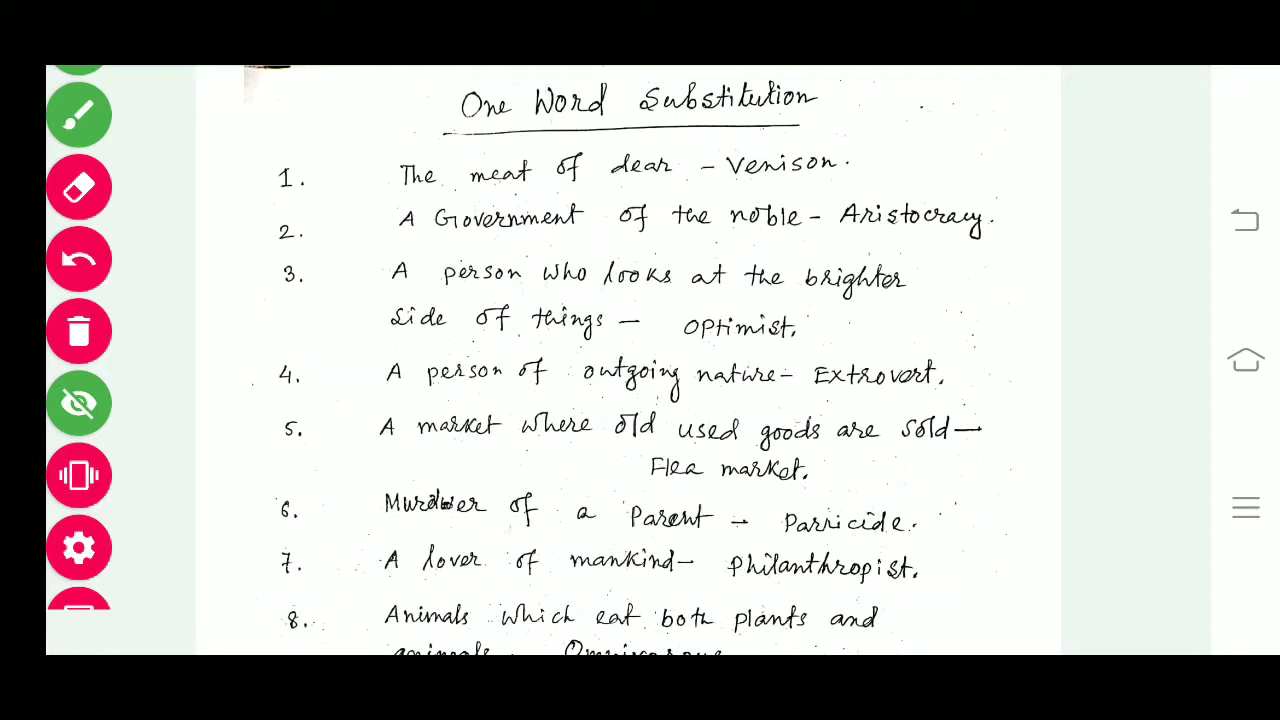 One Word Substitution
1. The meat of dear - Venison.
2. A Government of the noble - Aristocracy.
3. A person who looks at the brighter
side of things - Optimist.
4. A person of outgoing nature - Extrovert.
5. A market where old used goods are sold -
Flea market.
6. Murder of a Parent - Parricide.
7. A lover of mankind - Philanthropist.
8. Animals which eat both plants and
animals